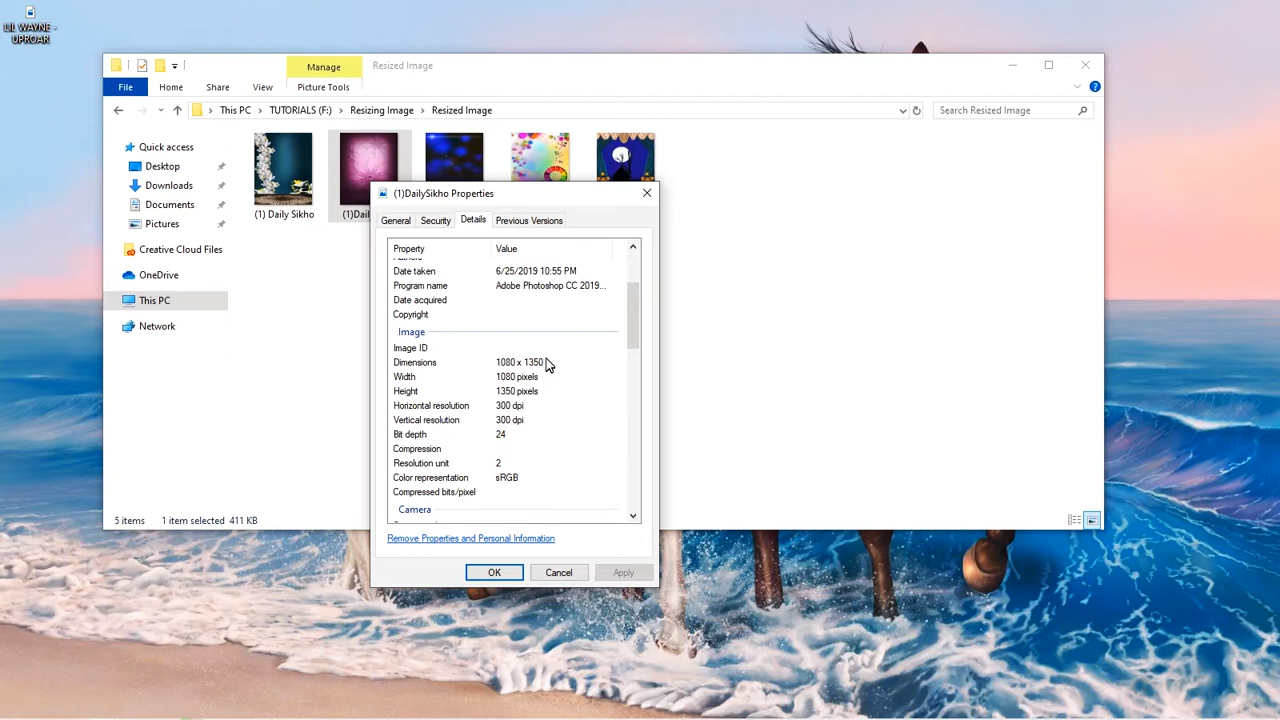 LIL WAYNE -
UPROAR
Manage
Resized Image
File
Home
Share
View
Picture Tools
This PC > TUTORIALS (F:) > Resizing Image > Resized Image
Search Resized Image
Quick access
Desktop
Downloads
Documents
Pictures
Creative Cloud Files
OneDrive
This PC
Network
(1) Daily Sikho
(1)Dail
(1)DailySikho Properties
General
Security
Details
Previous Versions
Property Value
Date taken 6/25/2019 10:55 PM
Program name Adobe Photoshop CC 2019...
Date acquired
Copyright
Image
Image ID
Dimensions 1080 x 1350
Width 1080 pixels
Height 1350 pixels
Horizontal resolution 300 dpi
Vertical resolution 300 dpi
Bit depth 24
Compression
Resolution unit 2
Color representation sRGB
Compressed bits/pixel
Camera
Remove Properties and Personal Information
OK
Cancel
Apply
5 items 1 item selected 411 KB